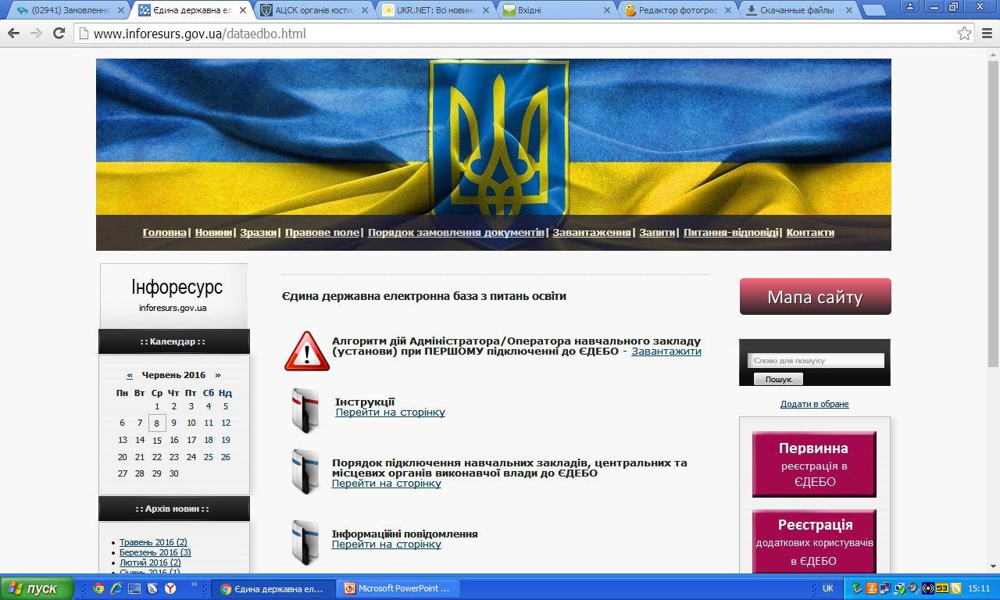 (02941) Замовлення
Єдина державна ел
АЦСК органів юсти
UKR.NET: Всі новин
Вхідні
Редактор фотограф
Скачанные файлы
www.inforesurs.gov.ua/dataedbo.html
Головна| Новини| Зразки| Правове поле| Порядок замовлення документів| Завантаження| Запити| Питання-відповіді| Контакти
Інфоресурс
inforesurs.gov.ua
:: Календар ::
« Червень 2016 »
Пн Вт Ср Чт Пт Сб Нд
1 2 3 4 5
6 7 8 9 10 11 12
13 14 15 16 17 18 19
20 21 22 23 24 25 26
27 28 29 30
:: Архів новин ::
Травень 2016 (2)
Березень 2016 (3)
Лютий 2016 (2)
Січень 2016 (1)
Єдина державна електронна база з питань освіти
Алгоритм дій Адміністратора/Оператора навчального закладу
(установи) при ПЕРШОМУ підключенні до ЄДЕБО - Завантажити
Інструкції
Перейти на сторінку
Порядок підключення навчальних закладів, центральних та
місцевих органів виконавчої влади до ЄДЕБО
Перейти на сторінку
Інформаційні повідомлення
Перейти на сторінку
Мапа сайту
Слово для пошуку
Пошук
Додати в обране
Первинна
реєстрація в
ЄДЕБО
Реєстрація
додаткових користувачів
в ЄДЕБО
пуск
Єдина державна ел...
Microsoft PowerPoint ...
UK
53
15:11